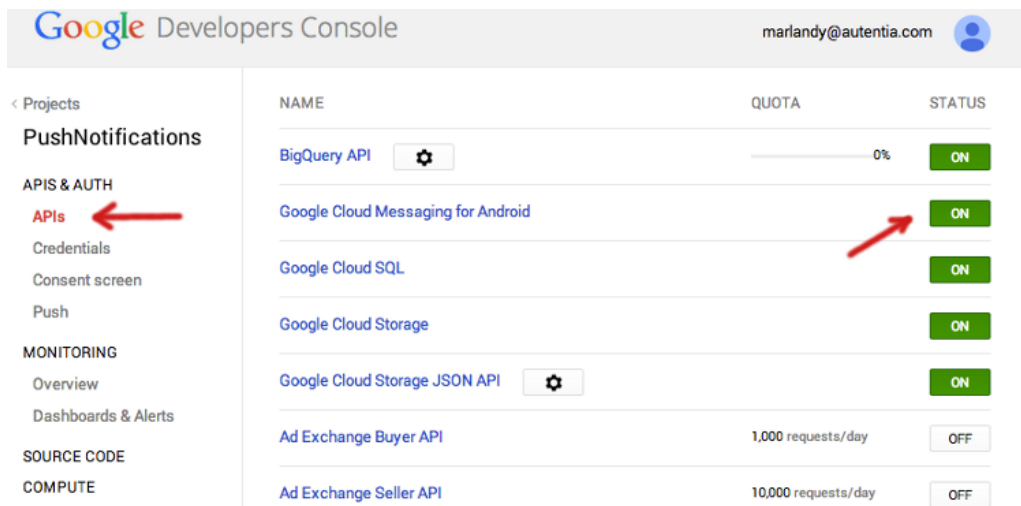 Google Developers Console
marlandy@autentia.com
< Projects
PushNotifications
APIS & AUTH
APIs
Credentials
Consent screen
Push
MONITORING
Overview
Dashboards & Alerts
SOURCE CODE
COMPUTE
NAME QUOTA STATUS
BigQuery API 0% ON
Google Cloud Messaging for Android ON
Google Cloud SQL ON
Google Cloud Storage ON
Google Cloud Storage JSON API ON
Ad Exchange Buyer API 1,000 requests/day OFF
Ad Exchange Seller API 10,000 requests/day OFF